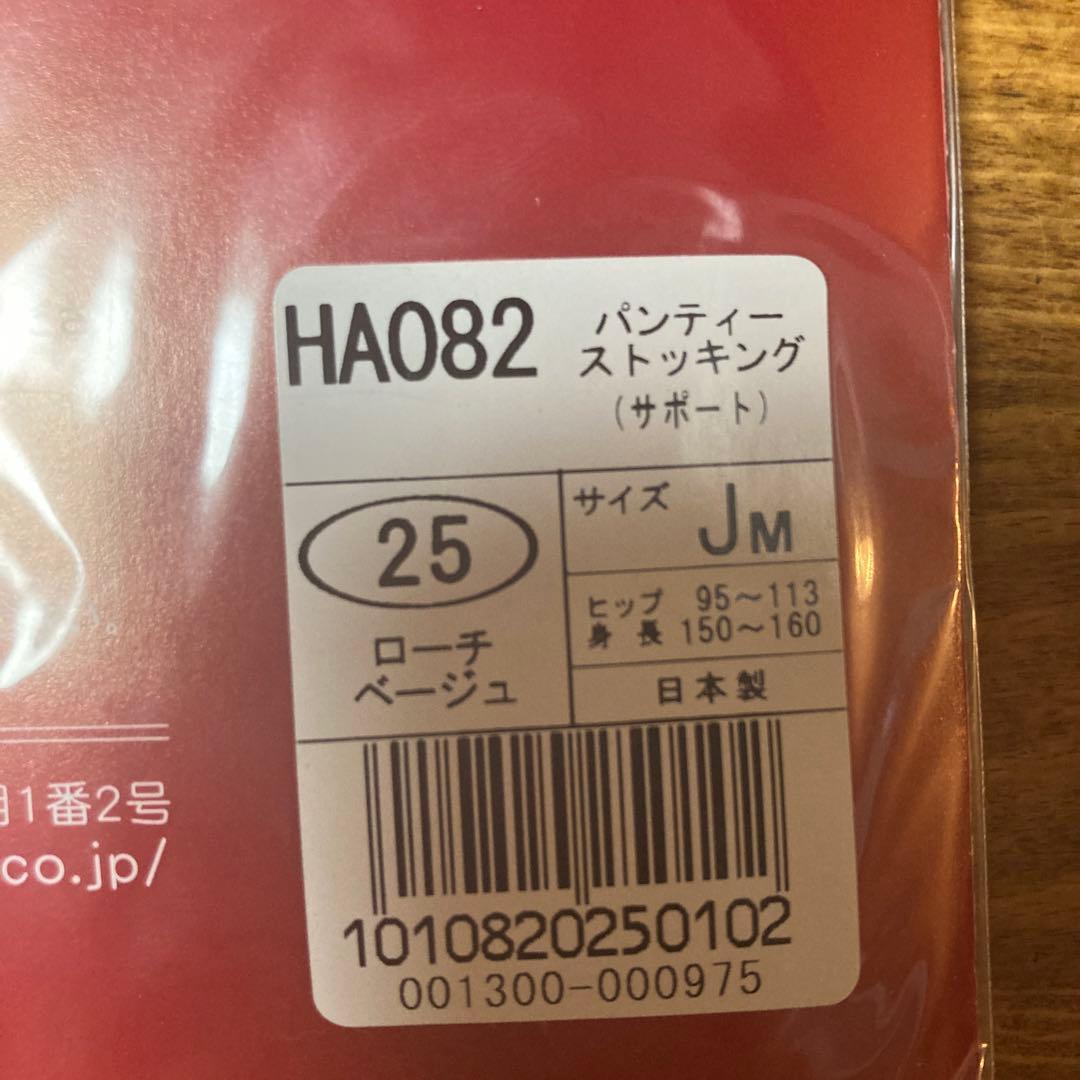 HA082
パンティー
ストッキング
(サポート)
25
ローチ
ベージュ
サイズ JM
ヒップ 95～113
身長 150～160
日本製
1010820250102
001300-000975
1番2号
co.jp/